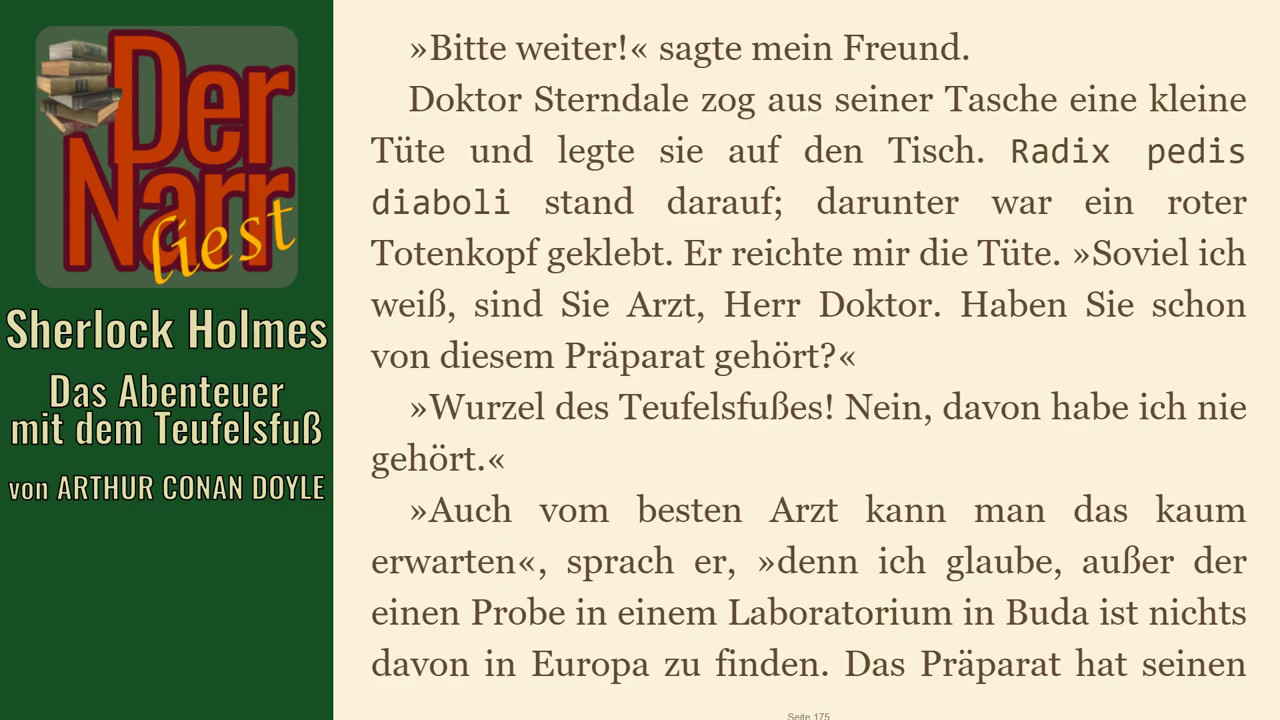 Der
Narr
liest
Sherlock Holmes
Das Abenteuer
mit dem Teufelsfuß
von ARTHUR CONAN DOYLE
»Bitte weiter!« sagte mein Freund.
Doktor Sterndale zog aus seiner Tasche eine kleine
Tüte und legte sie auf den Tisch. Radix pedis
diaboli stand darauf; darunter war ein roter
Totenkopf geklebt. Er reichte mir die Tüte. »Soviel ich
weiß, sind Sie Arzt, Herr Doktor. Haben Sie schon
von diesem Präparat gehört?«
»Wurzel des Teufelsfußes! Nein, davon habe ich nie
gehört.«
»Auch vom besten Arzt kann man das kaum
erwarten«, sprach er, »denn ich glaube, außer der
einen Probe in einem Laboratorium in Buda ist nichts
davon in Europa zu finden. Das Präparat hat seinen
Seite 175